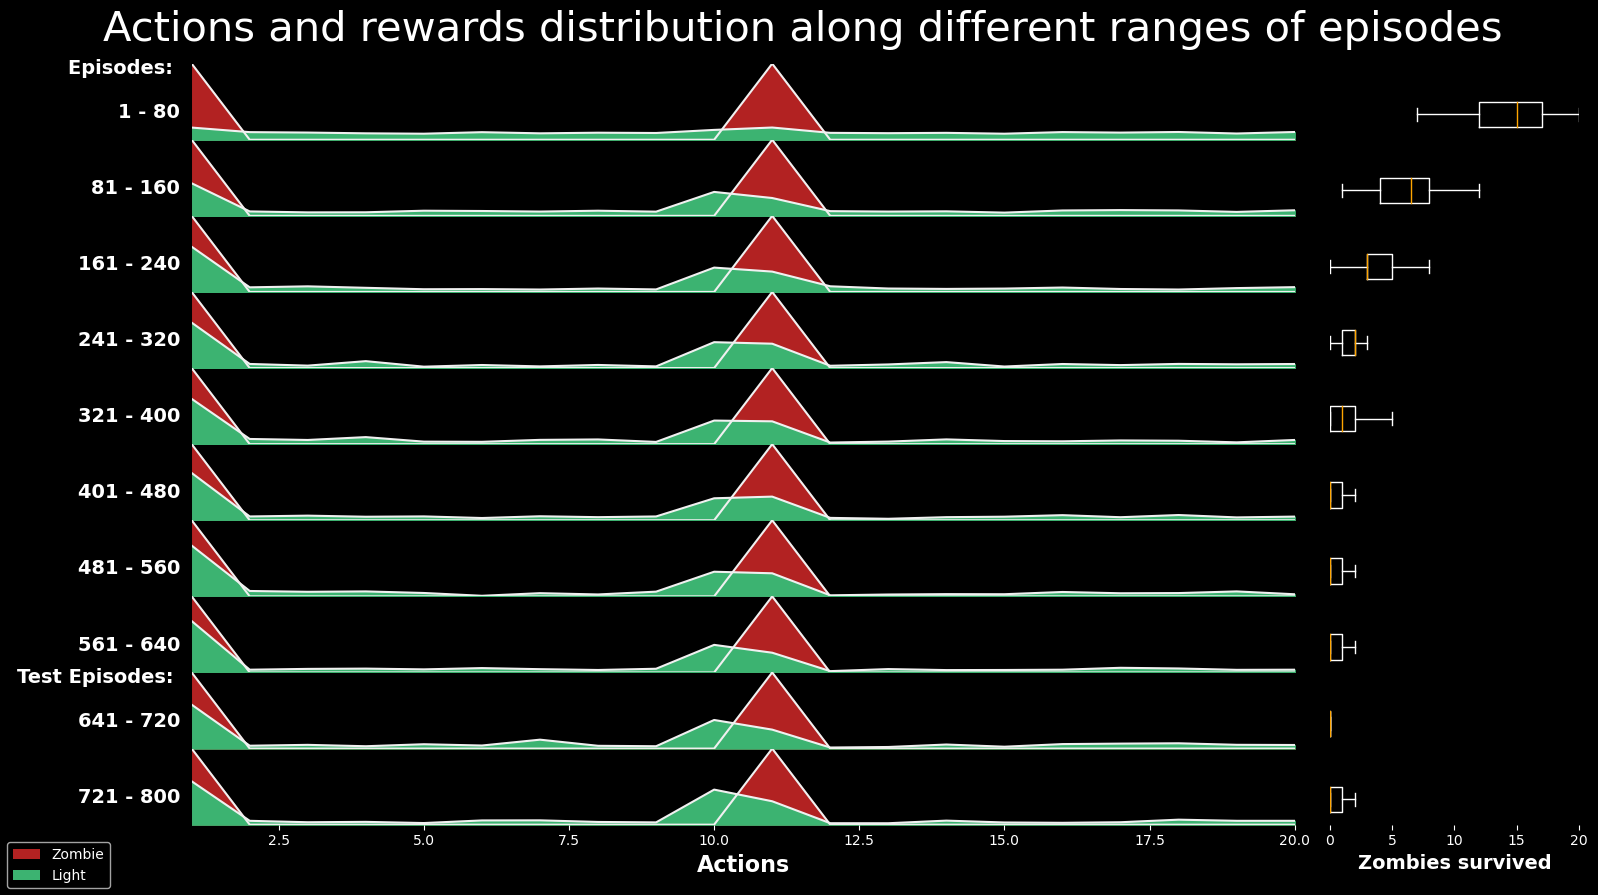 Actions and rewards distribution along different ranges of episodes
Episodes:
1 - 80
81 - 160
161 - 240
241 - 320
321 - 400
401 - 480
481 - 560
561 - 640
Test Episodes:
641 - 720
721 - 800
2.5 5.0 7.5 10.0 12.5 15.0 17.5 20.0
0 5 10 15 20
Actions
Zombies survived
Zombie
Light